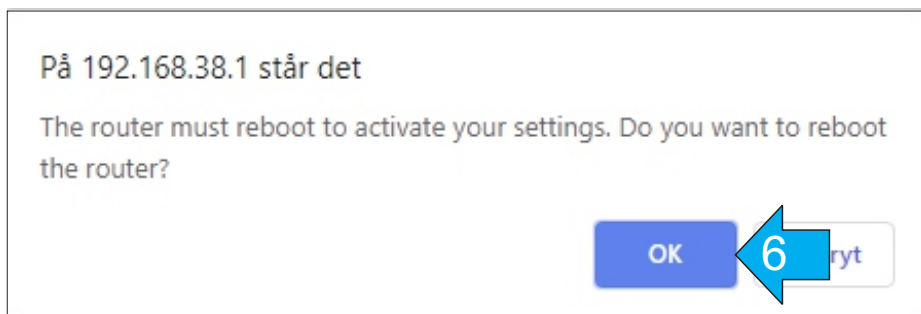 På 192.168.38.1 står det
The router must reboot to activate your settings. Do you want to reboot
the router?
OK 6 ryt